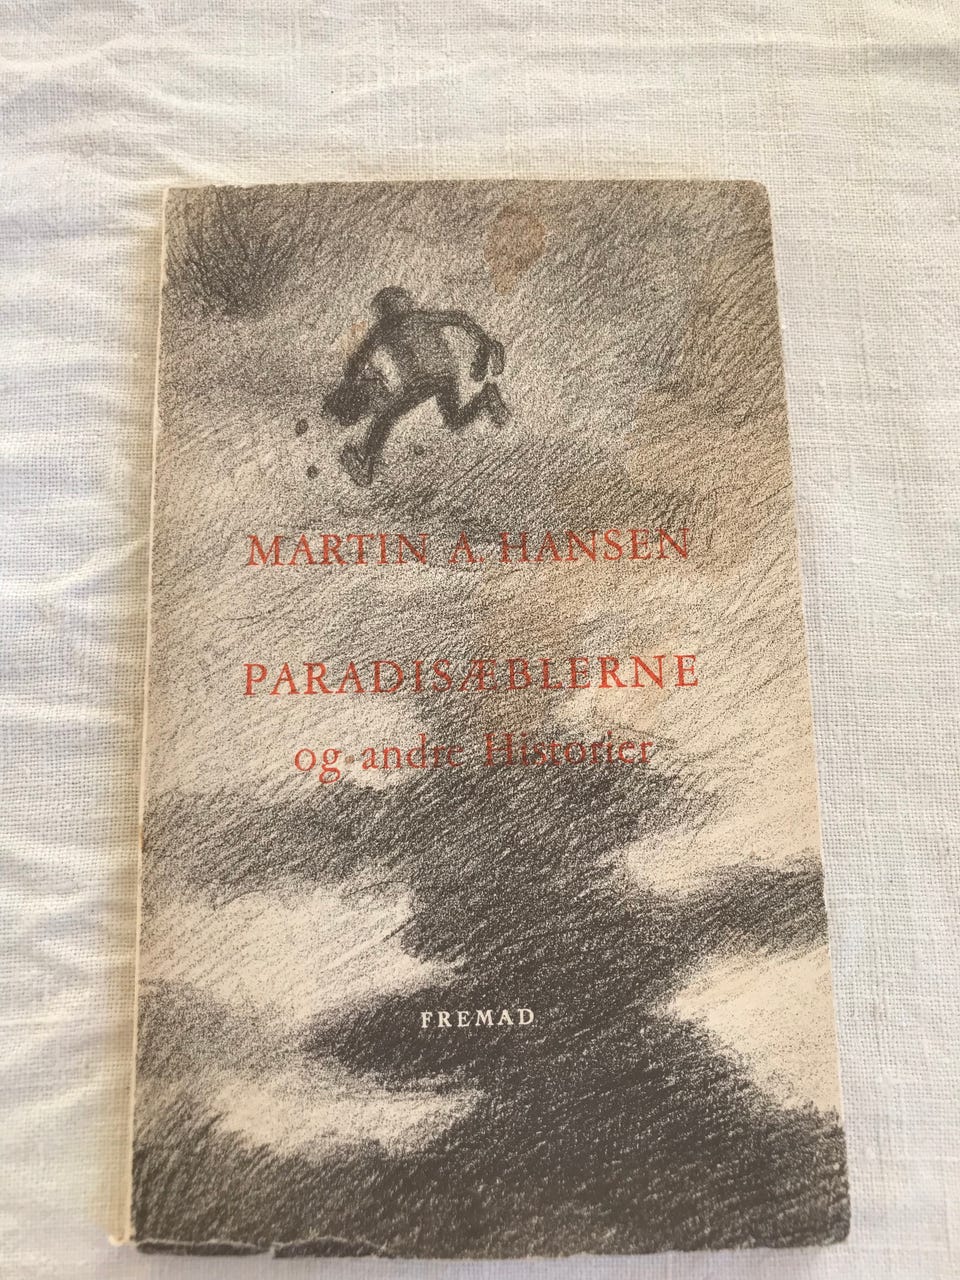 MARTIN A. HANSEN
PARADISÆBLERNE
og andre Historier
FREMAD